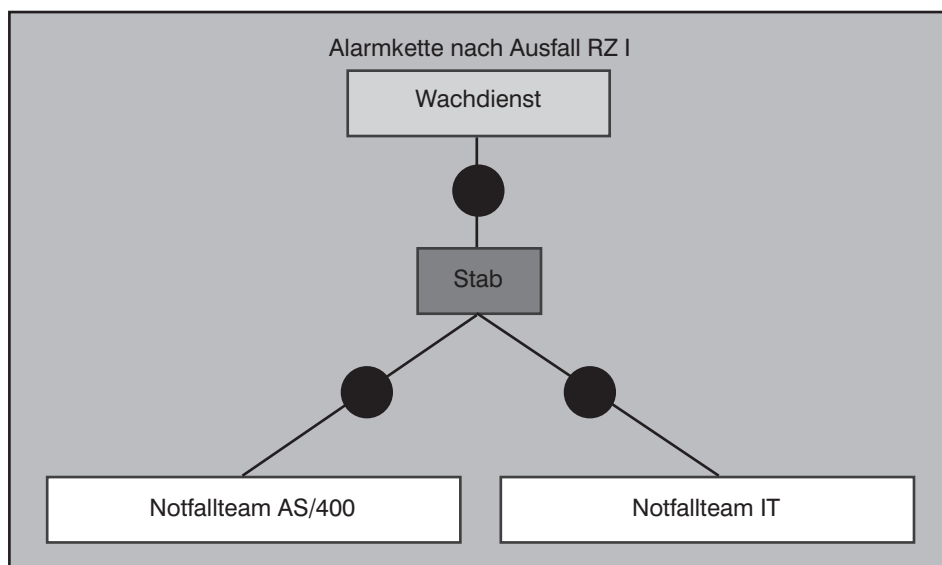 Alarmkette nach Ausfall RZ I
Wachdienst
Stab
Notfallteam AS/400
Notfallteam IT